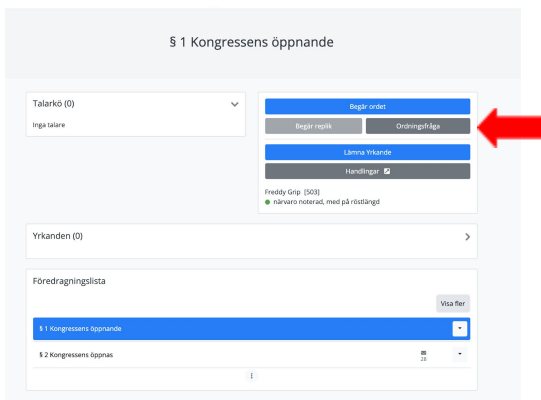 § 1 Kongressens öppnande
Talarkö (0)
Inga talare
Begär ordet
Begär replik
Ordningsfråga
Lämna Yrkande
Handlingar
Freddy Grip [503]
närvaro noterad, med på röstlängd
Yrkanden (0)
Föredragningslista
Visa fler
§ 1 Kongressens öppnande
§ 2 Kongressens öppnas
28